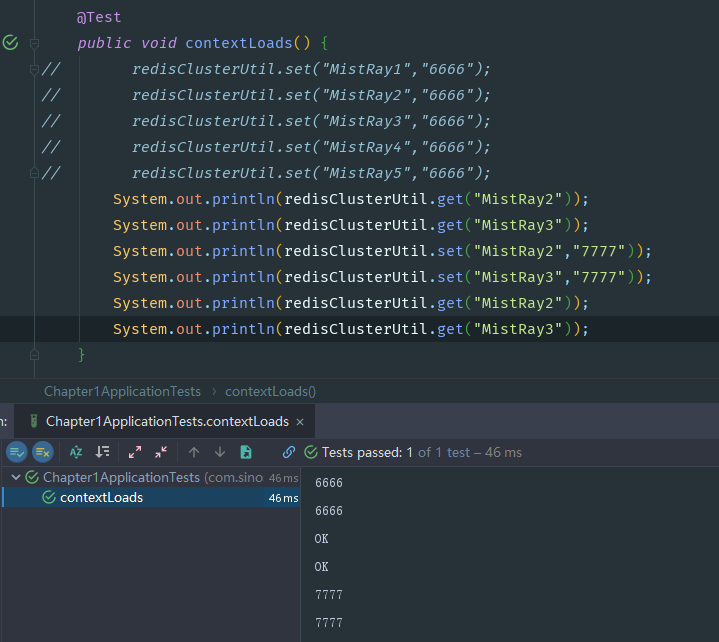 @Test
public void contextLoads() {
//        redisClusterUtil.set("MistRay1","6666");
//        redisClusterUtil.set("MistRay2","6666");
//        redisClusterUtil.set("MistRay3","6666");
//        redisClusterUtil.set("MistRay4","6666");
//        redisClusterUtil.set("MistRay5","6666");
System.out.println(redisClusterUtil.get("MistRay2"));
System.out.println(redisClusterUtil.get("MistRay3"));
System.out.println(redisClusterUtil.set("MistRay2","7777"));
System.out.println(redisClusterUtil.set("MistRay3","7777"));
System.out.println(redisClusterUtil.get("MistRay2"));
System.out.println(redisClusterUtil.get("MistRay3"));
}
Chapter1ApplicationTests › contextLoads()
n: Chapter1ApplicationTests.contextLoads ×
Tests passed: 1 of 1 test – 46 ms
Chapter1ApplicationTests (com.sino 46 ms
contextLoads 46 ms
6666
6666
OK
OK
7777
7777